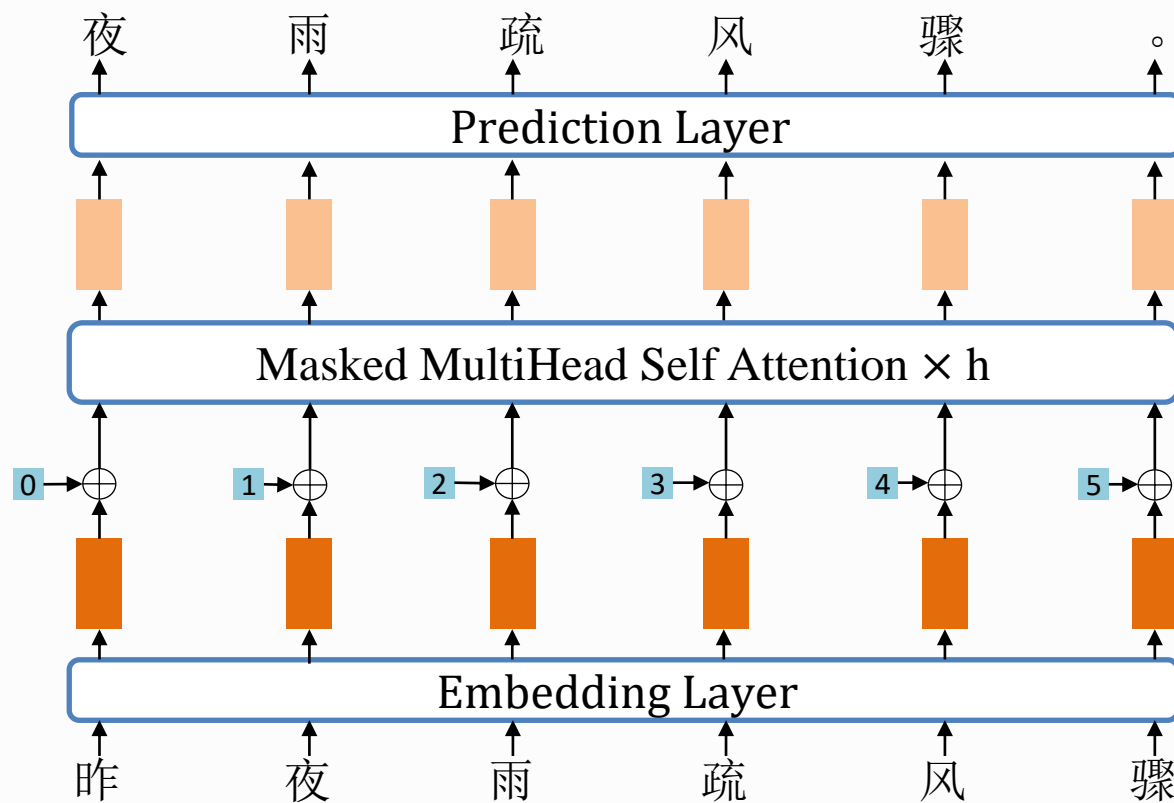 夜 雨 疏 风 骤 。
Prediction Layer
Masked MultiHead Self Attention × h
0 1 2 3 4 5
Embedding Layer
昨 夜 雨 疏 风 骤